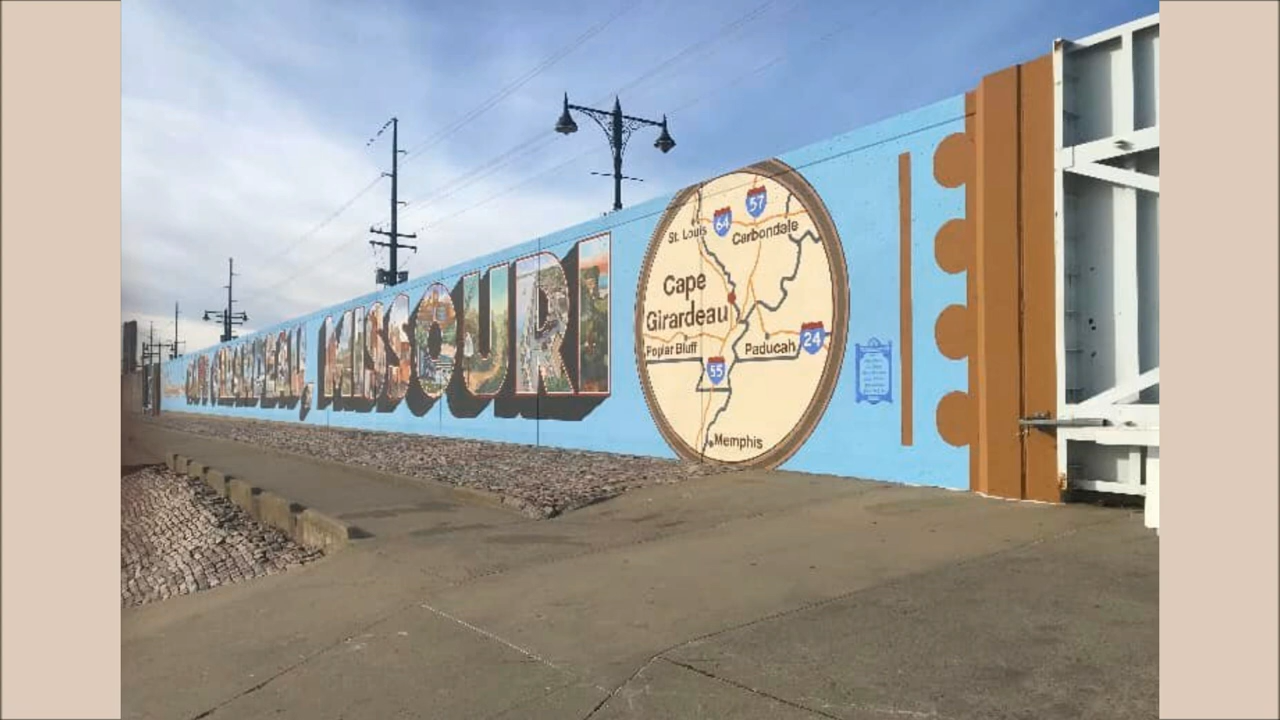 CAPE GIRARDEAU, MISSOURI
64
57
St. Louis
Carbondale
Cape
Girardeau
Poplar Bluff
Paducah
24
55
Memphis